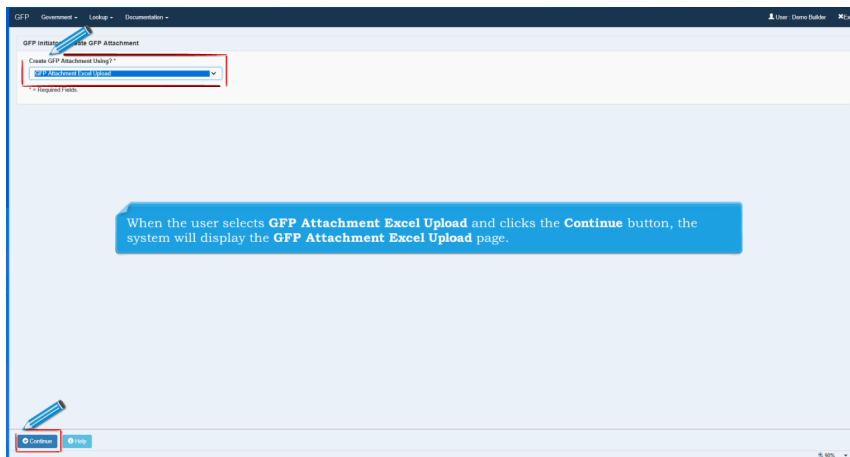 GFP Government Lookup Documentation User : Demo Builder
GFP Initiator GFP Attachment
Create GFP Attachment Using? *
GFP Attachment Excel Upload
* = Required Fields.
When the user selects GFP Attachment Excel Upload and clicks the Continue button, the
system will display the GFP Attachment Excel Upload page.
Continue Help
90%